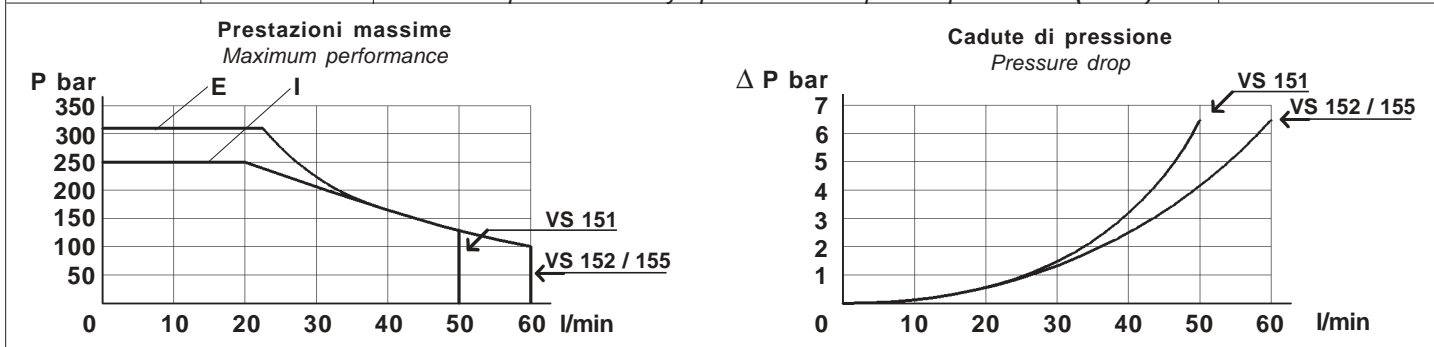 Prestazioni massime
Maximum performance
P bar
E
I
350
300
250
200
150
100
50
VS 151
VS 152 / 155
0 10 20 30 40 50 60 l/min
Cadute di pressione
Pressure drop
Δ P bar
VS 151
VS 152 / 155
7
6
5
4
3
2
1
0 10 20 30 40 50 60 l/min